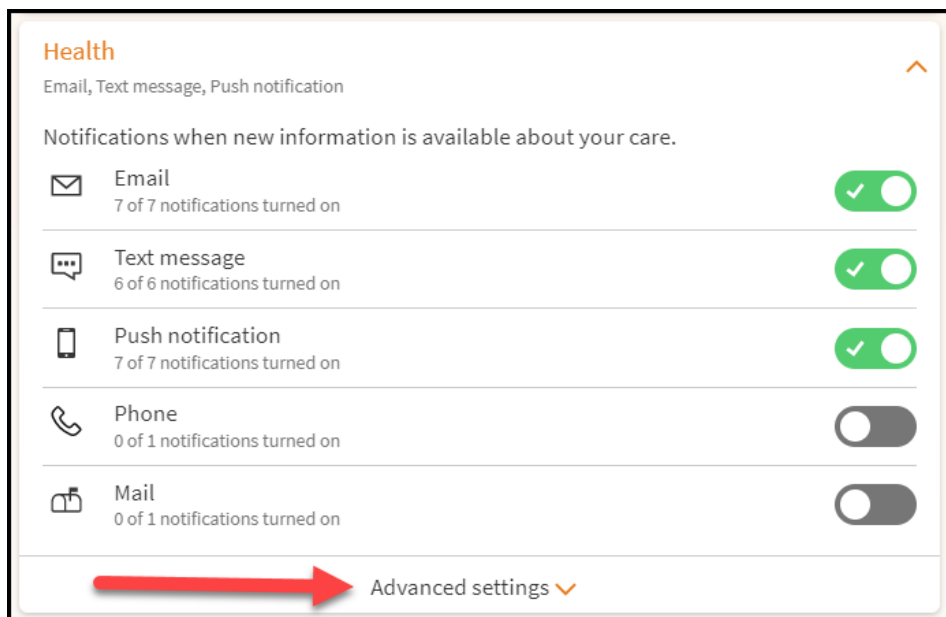 Health
Email, Text message, Push notification
Notifications when new information is available about your care.
Email
7 of 7 notifications turned on
Text message
6 of 6 notifications turned on
Push notification
7 of 7 notifications turned on
Phone
0 of 1 notifications turned on
Mail
0 of 1 notifications turned on
Advanced settings